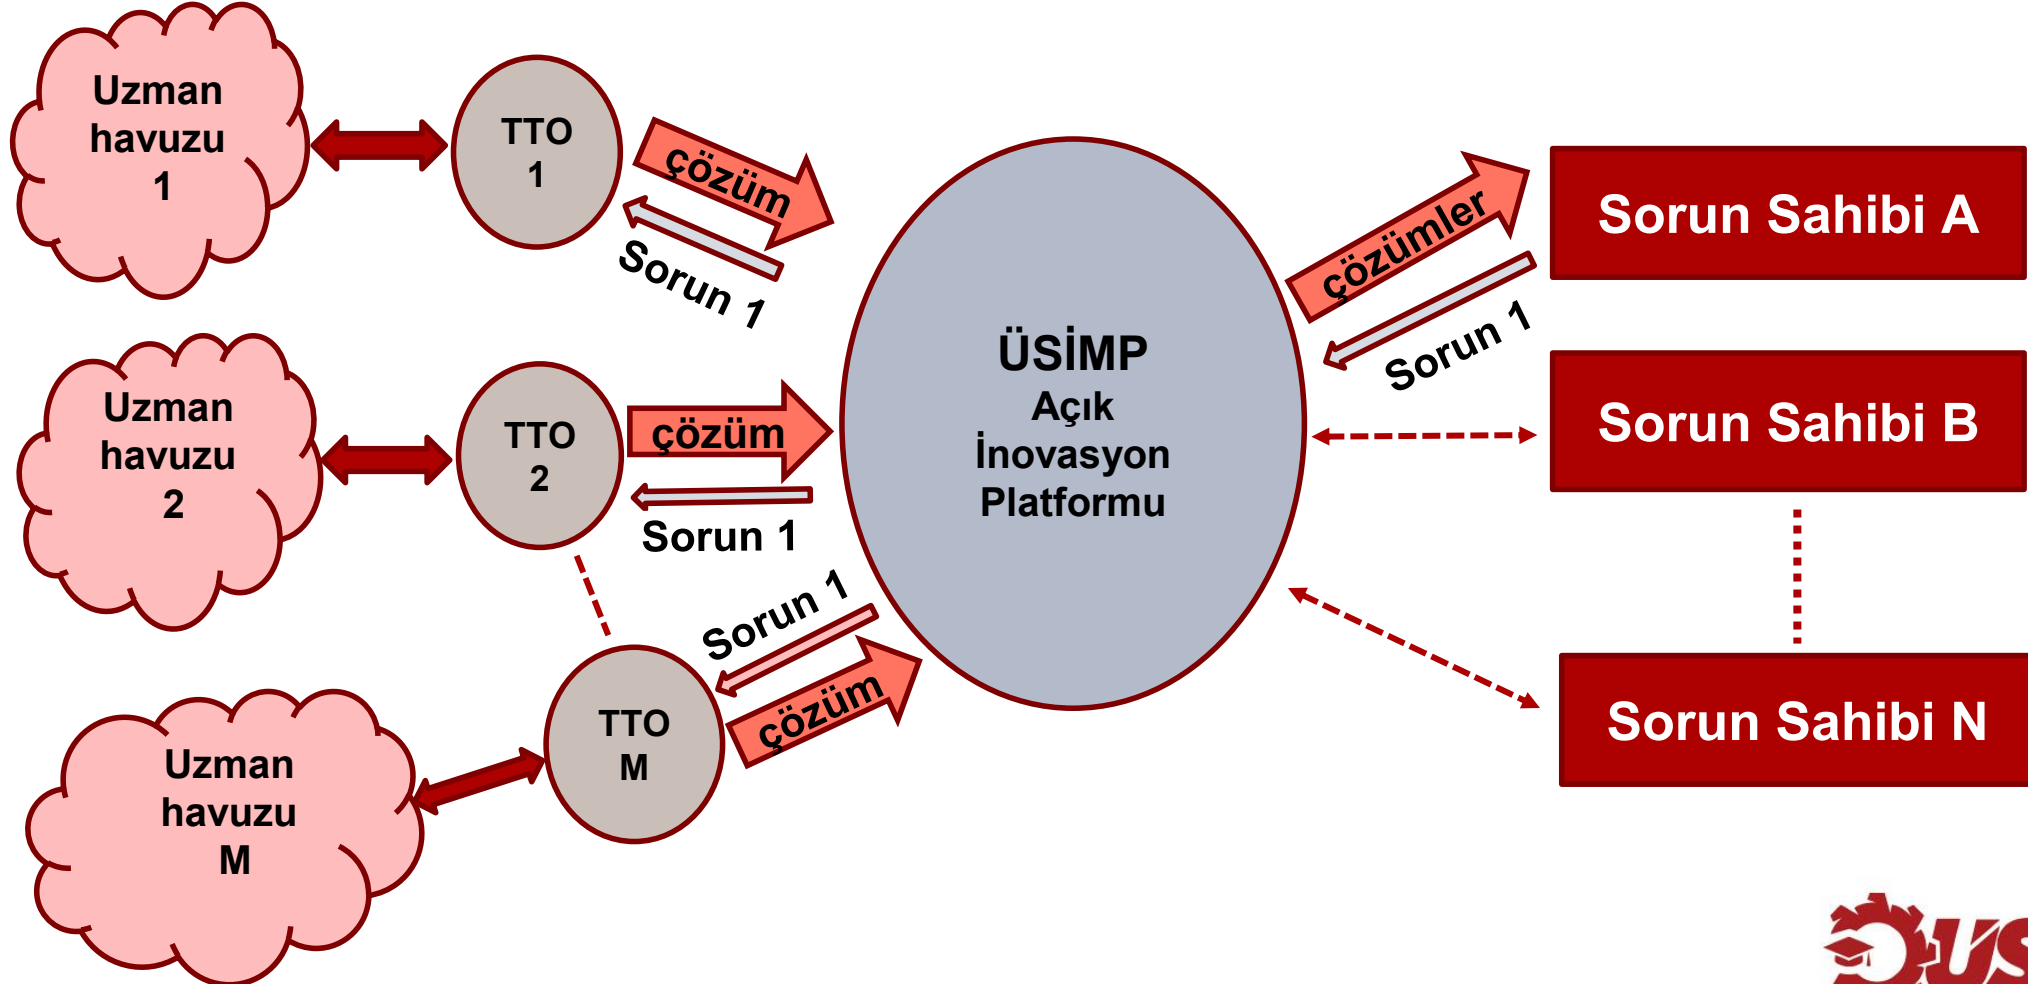 Uzman
havuzu
1
TTO
1
çözüm
Sorun 1
Uzman
havuzu
2
TTO
2
çözüm
Sorun 1
Uzman
havuzu
M
TTO
M
Sorun 1
çözüm
ÜSİMP
Açık
İnovasyon
Platformu
çözümler
Sorun 1
Sorun Sahibi A
Sorun Sahibi B
Sorun Sahibi N